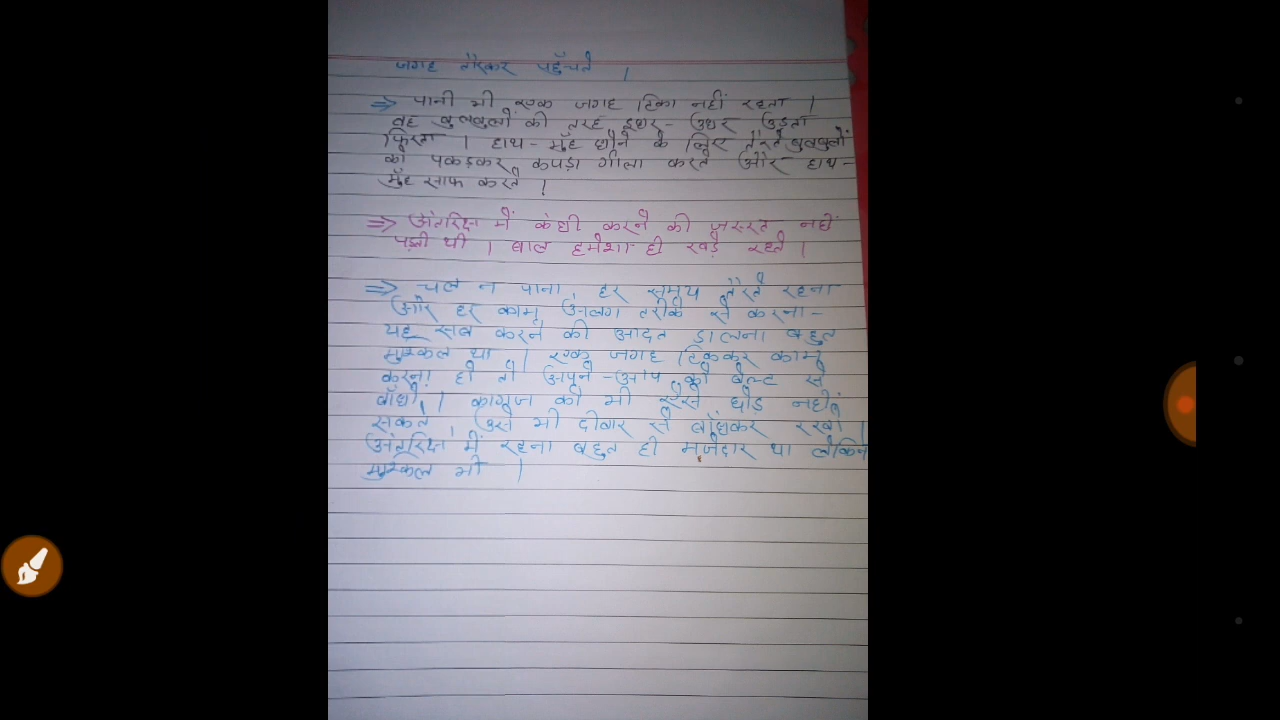 जगह तैरकर पहुँचते ।
⇒ पानी भी एक जगह टिका नहीं रहता ।
वह बुलबुलों की तरह इधर-उधर उड़ता
फिरता । हाथ-मुँह धोने के लिए तैरते बुलबुलों
को पकड़कर कपड़ा गीला करते और हाथ-
मुँह साफ करते ।
⇒ अंतरिक्ष में कंघी करने की ज़रूरत नहीं
पड़ती थी । बाल हमेशा ही खड़े रहते ।
⇒ चल न पाना, हर समय तैरते रहना
और हर काम अलग तरीके से करना-
यह सब करने की आदत डालना बहुत
मुश्किल था । एक जगह टिककर काम
करना हो तो अपने-आप को बेल्ट से
बाँधो । कागज़ को भी ऐसे छोड़ नहीं
सकते, उसे भी दीवार से बाँधकर रखो ।
अंतरिक्ष में रहना बहुत ही मज़ेदार था लेकिन
मुश्किल भी ।